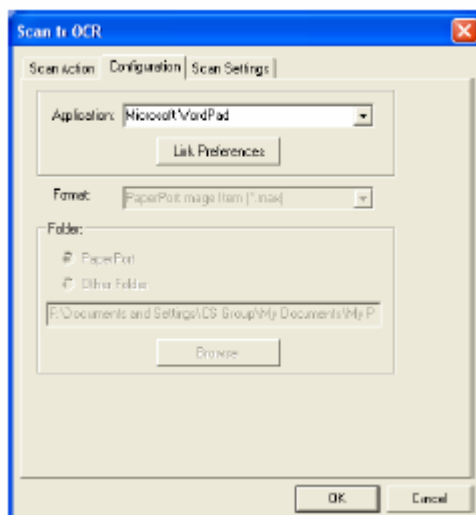 Scan to OCR
Scan Action Configuration Scan Settings
Application: Microsoft WordPad
Link Preferences
Format: PaperPort Image Item (*.max)
Folder:
PaperPort
Other Folder
F:\Documents and Settings\CS Group\My Documents\My P
Browse
OK Cancel